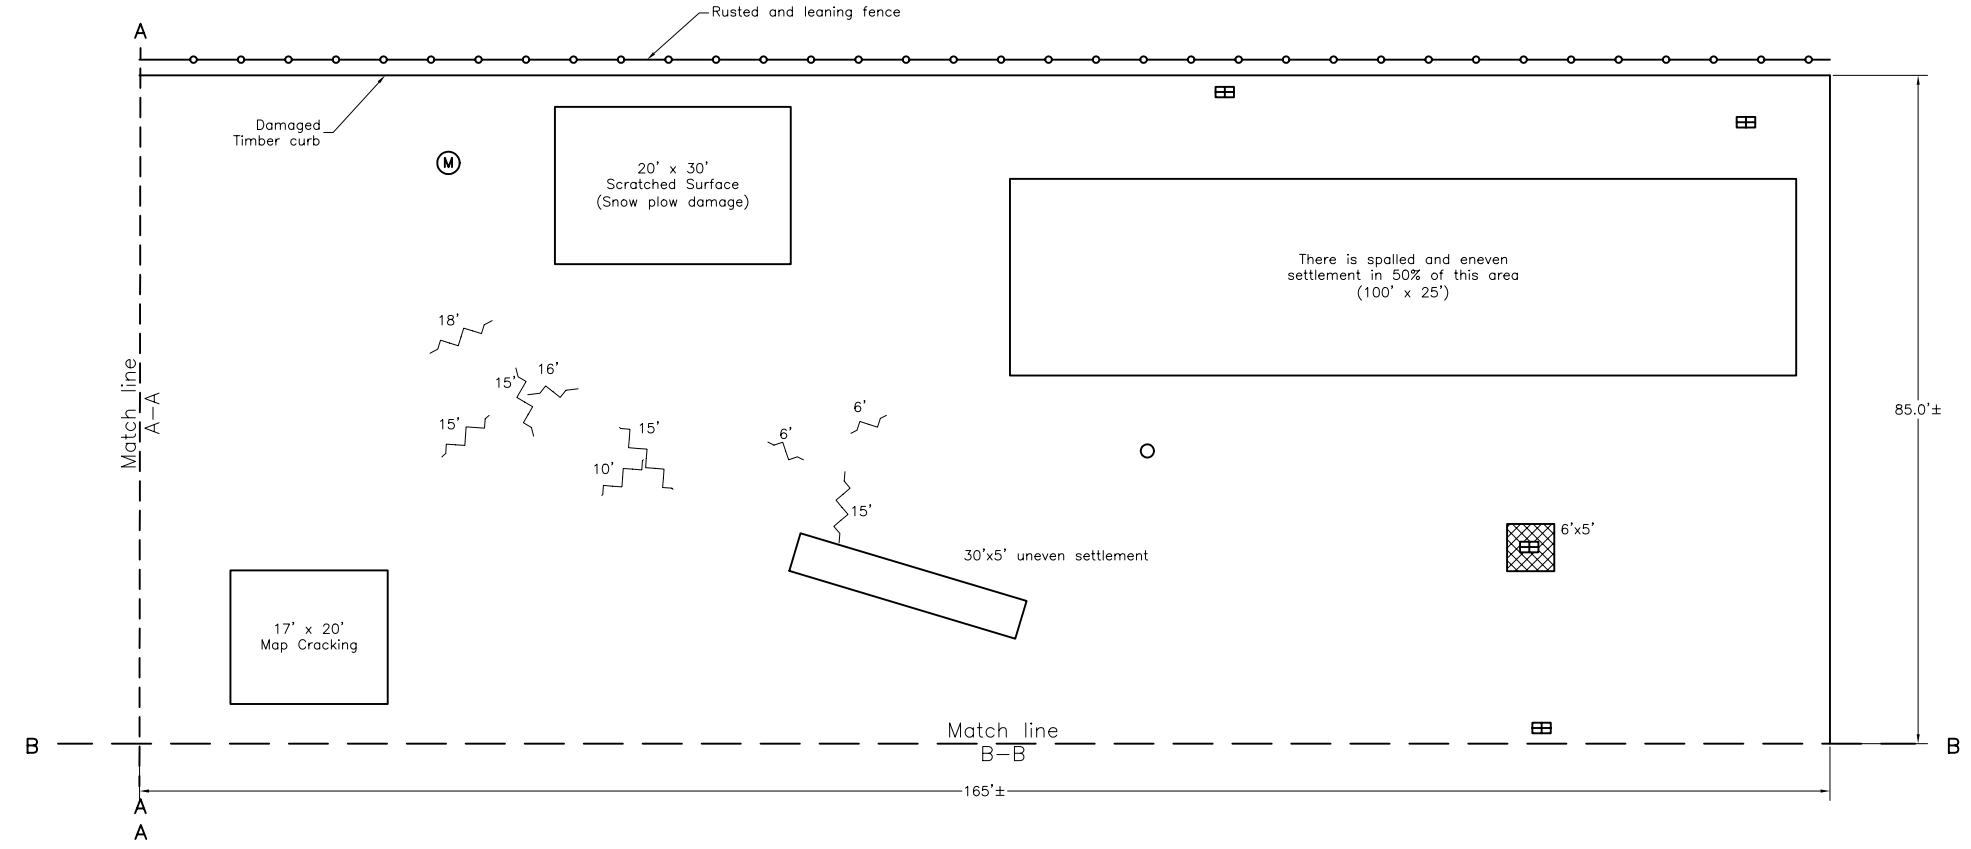 Rusted and leaning fence
A
Damaged
Timber curb
M
20' x 30'
Scratched Surface
(Snow plow damage)
There is spalled and eneven
settlement in 50% of this area
(100' x 25')
18'
15'
16'
15'
15'
10'
6'
6'
15'
Match line
A-A
85.0'±
30'x5' uneven settlement
6'x5'
17' x 20'
Map Cracking
Match line
B-B
B
B
165'±
A
A